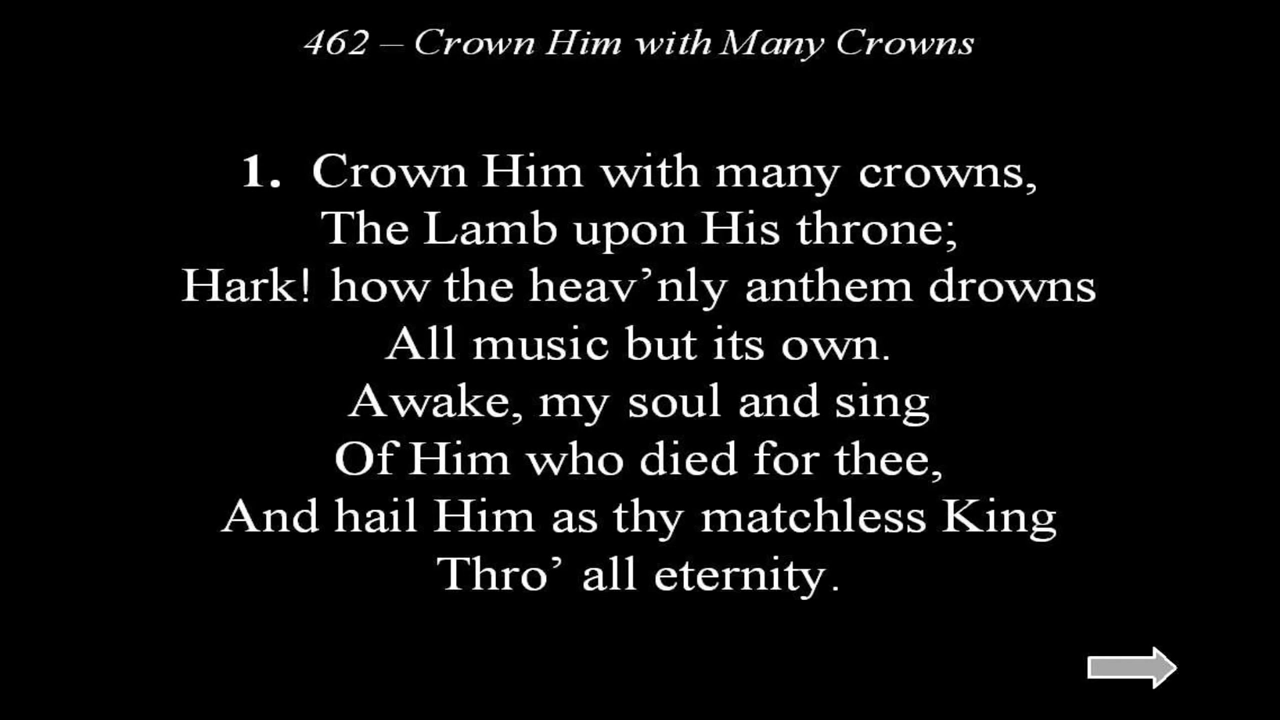 462 – Crown Him with Many Crowns
1. Crown Him with many crowns,
The Lamb upon His throne;
Hark! how the heav’nly anthem drowns
All music but its own.
Awake, my soul and sing
Of Him who died for thee,
And hail Him as thy matchless King
Thro’ all eternity.